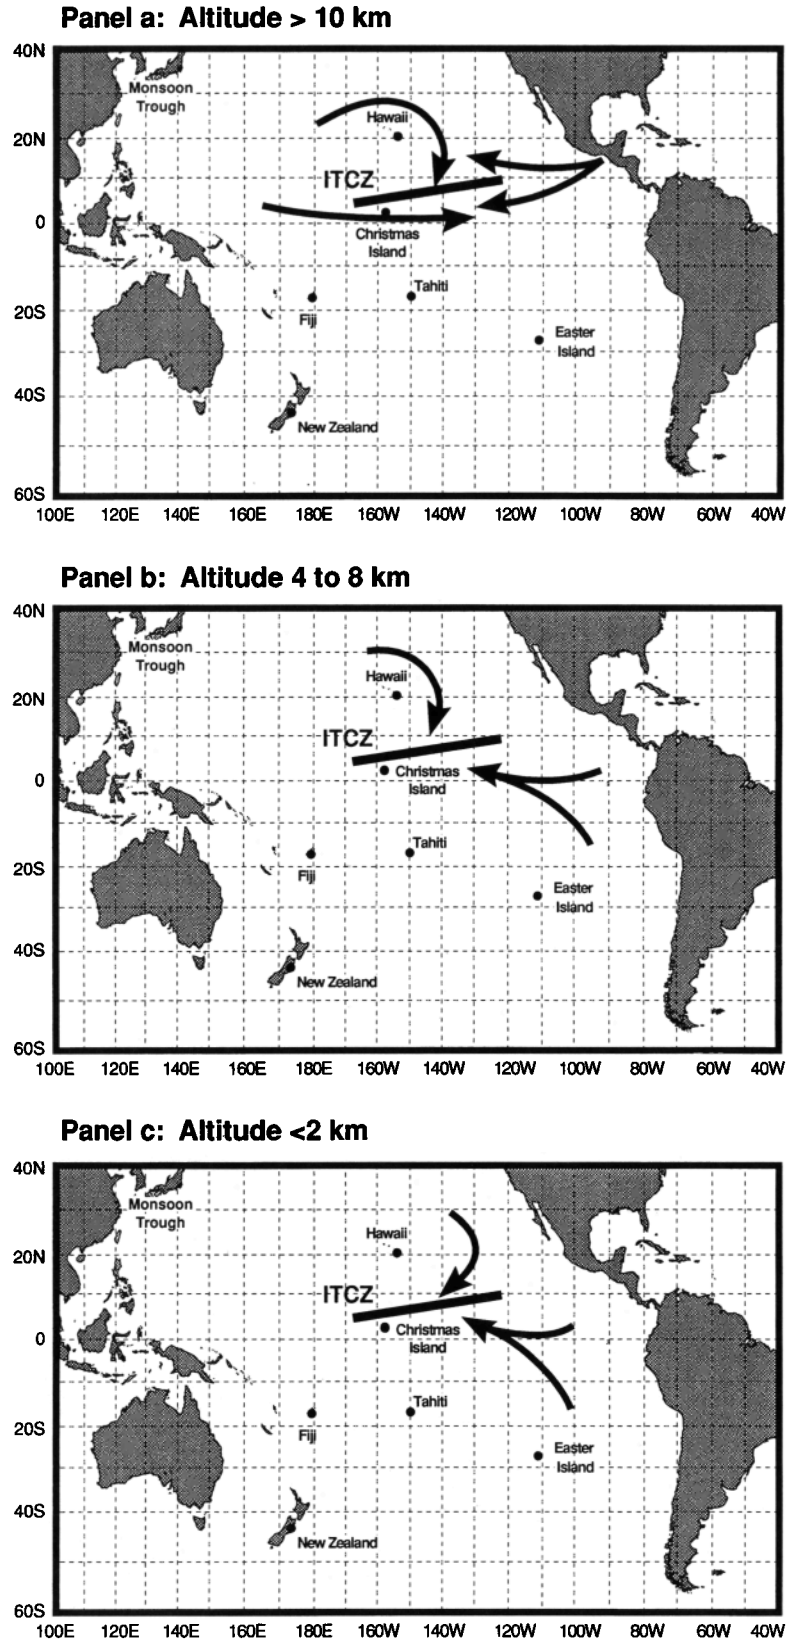 Panel a: Altitude > 10 km
40N
Monsoon
Trough
Hawaii
20N
ITCZ
0
Christmas
Island
Tahiti
20S
Fiji
Easter
Island
40S
New Zealand
60S
100E 120E 140E 160E 180E 160W 140W 120W 100W 80W 60W 40W
Panel b: Altitude 4 to 8 km
40N
Monsoon
Trough
Hawaii
20N
ITCZ
0
Christmas
Island
Tahiti
20S
Fiji
Easter
Island
40S
New Zealand
60S
100E 120E 140E 160E 180E 160W 140W 120W 100W 80W 60W 40W
Panel c: Altitude <2 km
40N
Monsoon
Trough
Hawaii
20N
ITCZ
0
Christmas
Island
Tahiti
20S
Fiji
Easter
Island
40S
New Zealand
60S
100E 120E 140E 160E 180E 160W 140W 120W 100W 80W 60W 40W